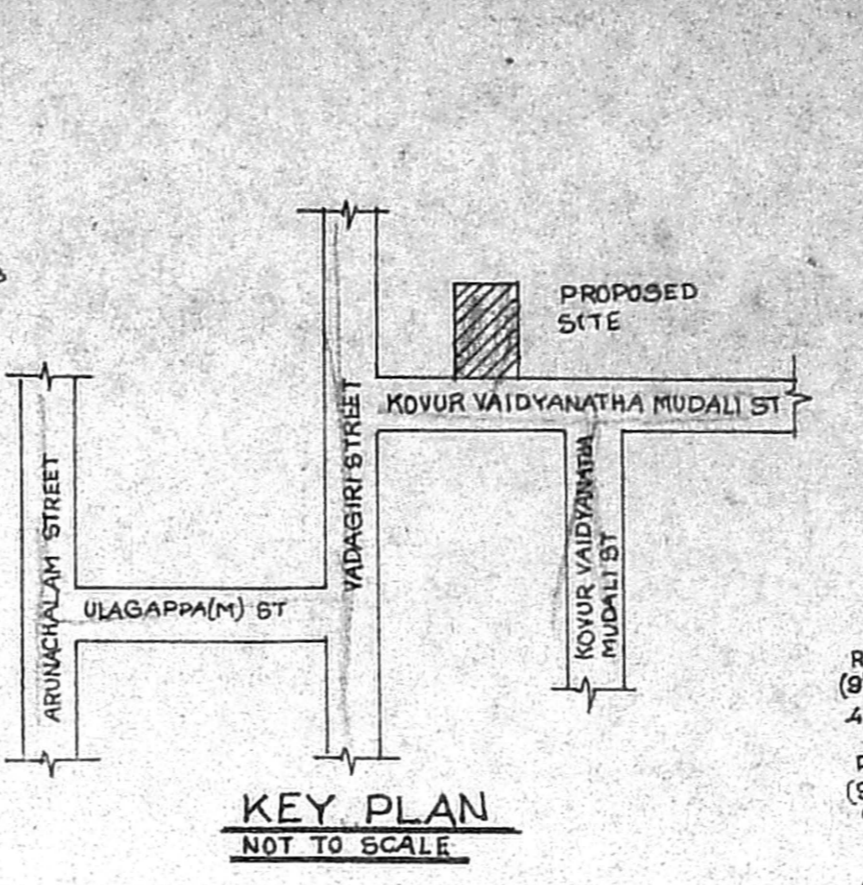 PROPOSED
SITE
KOVUR VAIDYANATHA MUDALI ST
YADAGIRI STREET
KOVUR VAIDYANATHA
MUDALI ST
ARUNACHALAM STREET
ULAGAPPA(M) ST
KEY PLAN
NOT TO SCALE